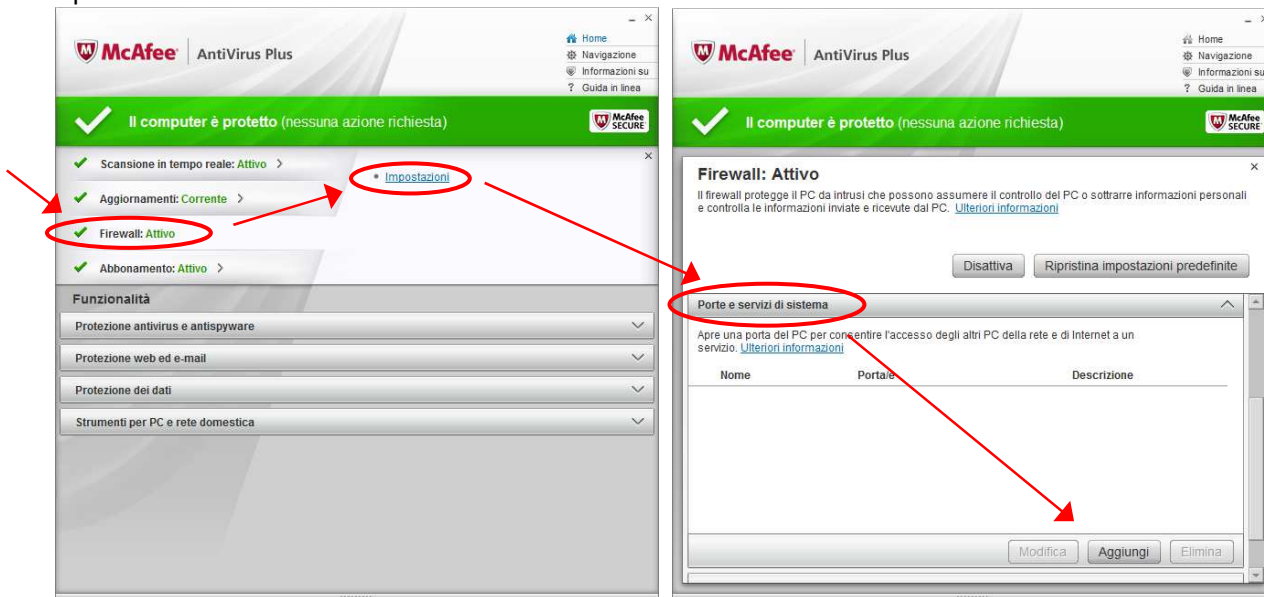 McAfee AntiVirus Plus
Home
Navigazione
Informazioni su
? Guida in linea
Il computer è protetto (nessuna azione richiesta)
McAfee
SECURE
Scansione in tempo reale: Attivo >
Aggiornamenti: Corrente >
Firewall: Attivo
Abbonamento: Attivo >
• Impostazioni
Funzionalità
Protezione antivirus e antispyware
Protezione web ed e-mail
Protezione dei dati
Strumenti per PC e rete domestica
McAfee AntiVirus Plus
Home
Navigazione
Informazioni su
? Guida in linea
Il computer è protetto (nessuna azione richiesta)
McAfee
SECURE
Firewall: Attivo
Il firewall protegge il PC da intrusi che possono assumere il controllo del PC o sottrarre informazioni personali
e controlla le informazioni inviate e ricevute dal PC. Ulteriori informazioni
Disattiva Ripristina impostazioni predefinite
Porte e servizi di sistema
Apre una porta del PC per consentire l'accesso degli altri PC della rete e di Internet a un
servizio. Ulteriori informazioni
Nome Porta/e Descrizione
Modifica Aggiungi Elimina